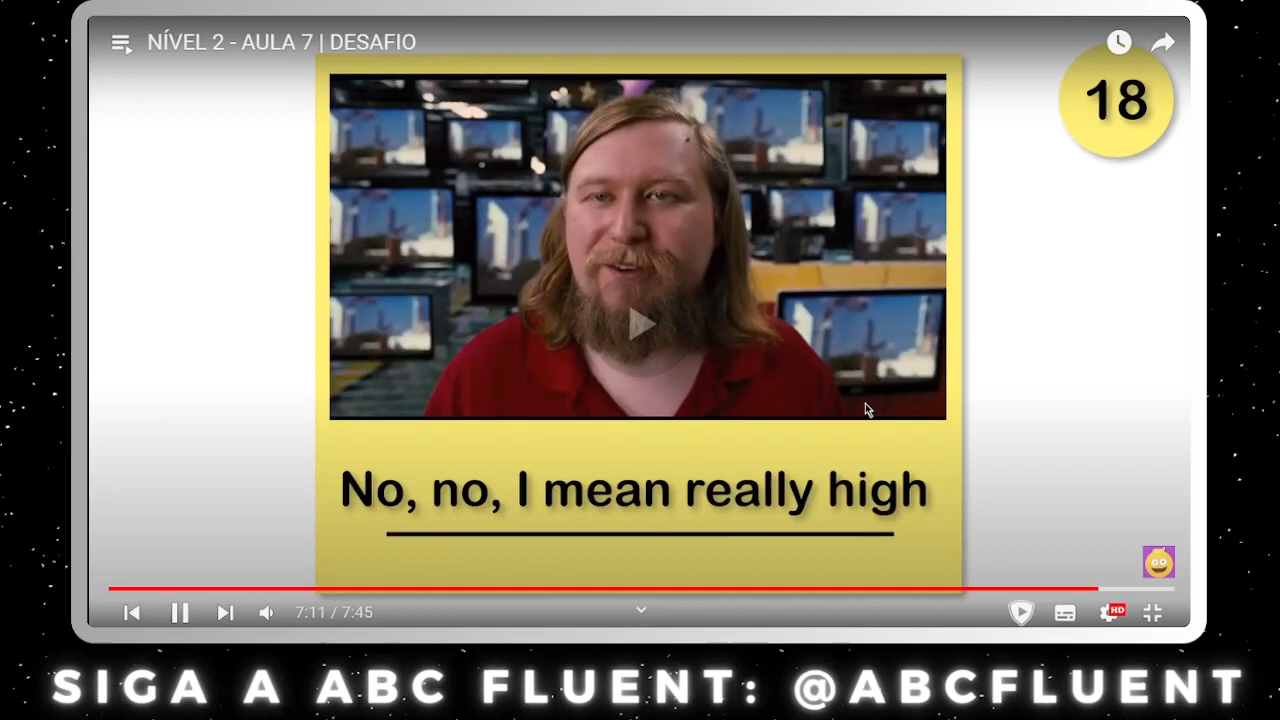 NÍVEL 2 - AULA 7 | DESAFIO
18
No, no, I mean really high
7:11 / 7:45
HD
SIGA A ABC FLUENT: @ABCFLUENT